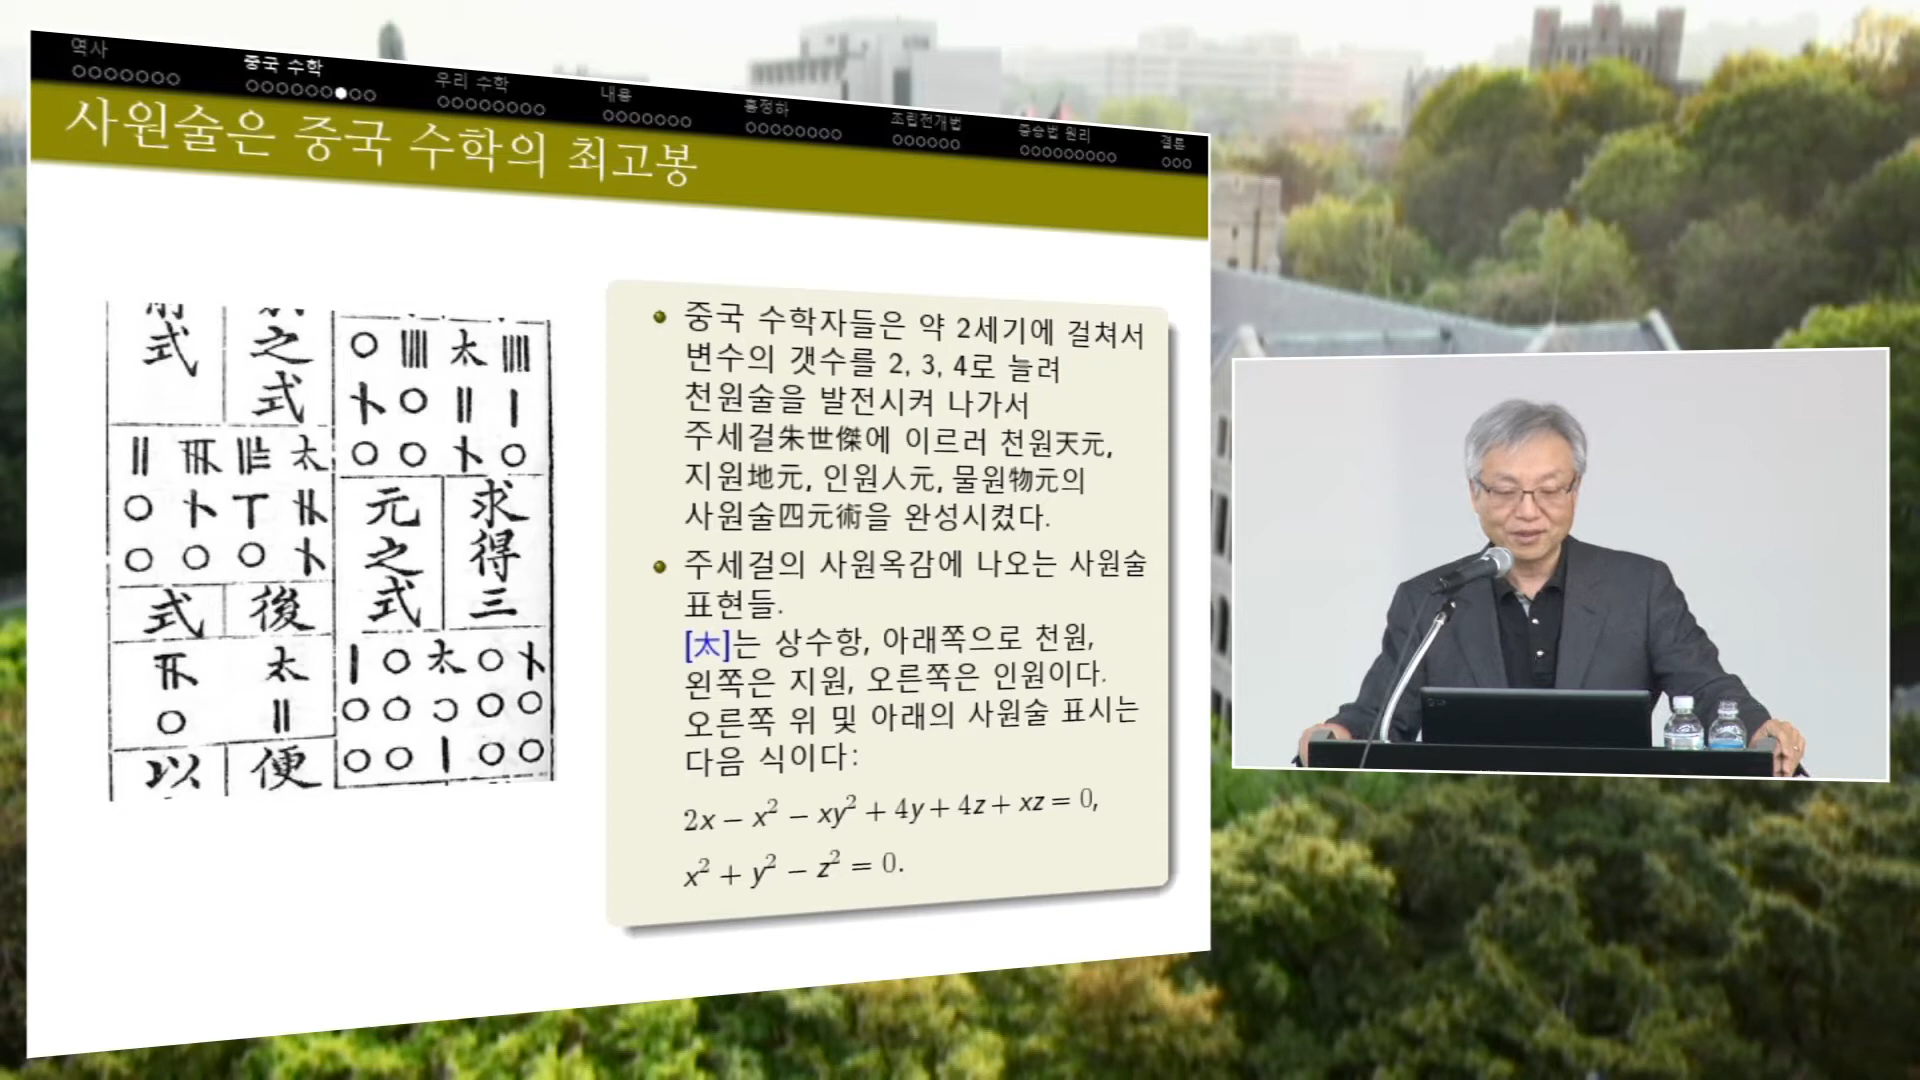 역사
중국 수학
우리 수학
내용
홍정하
조립전개법
증승법 원리
결론
사원술은 중국 수학의 최고봉
중국 수학자들은 약 2세기에 걸쳐서
변수의 갯수를 2, 3, 4로 늘려
천원술을 발전시켜 나가서
주세걸朱世傑에 이르러 천원天元,
지원地元, 인원人元, 물원物元의
사원술四元術을 완성시켰다.
주세걸의 사원옥감에 나오는 사원술
표현들.
[太]는 상수항, 아래쪽으로 천원,
왼쪽은 지원, 오른쪽은 인원이다.
오른쪽 위 및 아래의 사원술 표시는
다음 식이다:
2x − x² − xy² + 4y + 4z + xz = 0,
x² + y² − z² = 0.
太
求得三
元之式
太
之式
式
太
後
式
太
便
以